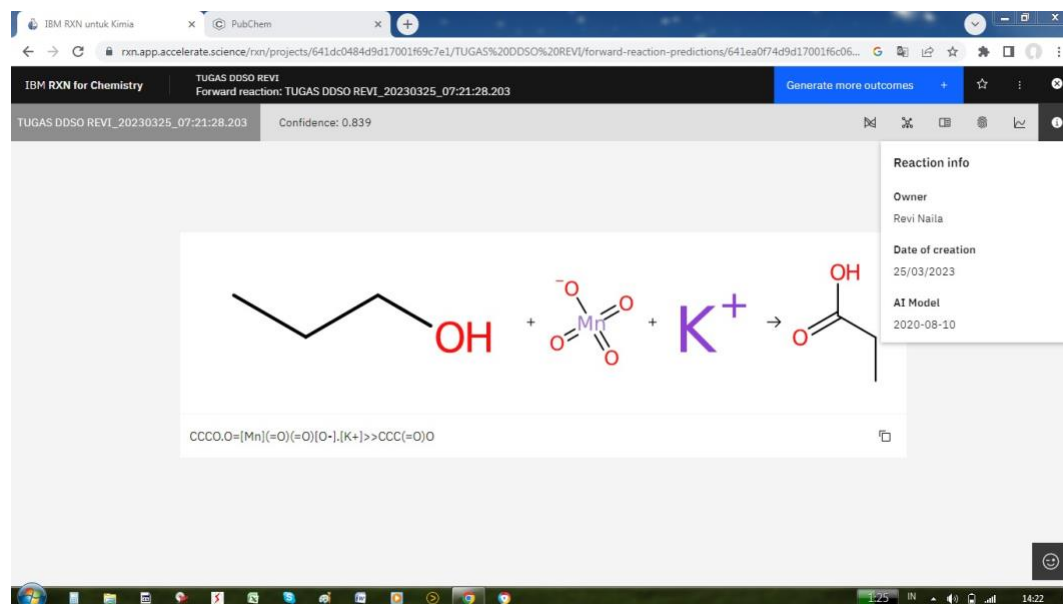 IBM RXN untuk Kimia
PubChem
rxn.app.accelerate.science/rxn/projects/641dc0484d9d17001f69c7e1/TUGAS%20DDSO%20REVI/forward-reaction-predictions/641ea0f74d9d17001f6c06...
IBM RXN for Chemistry
TUGAS DDSO REVI
Forward reaction: TUGAS DDSO REVI_20230325_07:21:28.203
Generate more outcomes +
TUGAS DDSO REVI_20230325_07:21:28.203
Confidence: 0.839
Reaction info
Owner
Revi Naila
Date of creation
25/03/2023
AI Model
2020-08-10
OH + -O Mn O O O + K+ → O OH
CCCO.O=[Mn](=O)(=O)[O-].[K+]>>CCC(=O)O
1:25 IN 14:22